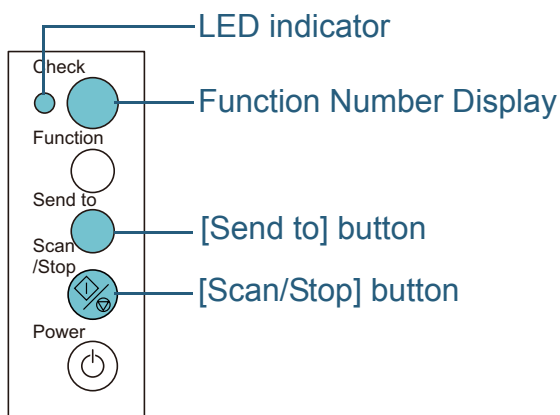 LED indicator
Check
Function Number Display
Function
Send to
[Send to] button
Scan
/Stop
[Scan/Stop] button
Power